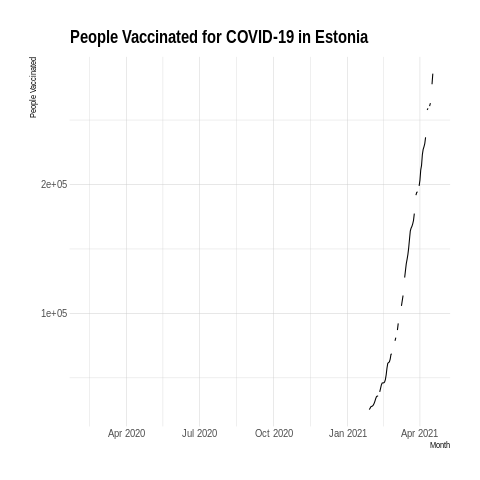 People Vaccinated for COVID-19 in Estonia
People Vaccinated
2e+05
1e+05
Apr 2020 Jul 2020 Oct 2020 Jan 2021 Apr 2021
Month